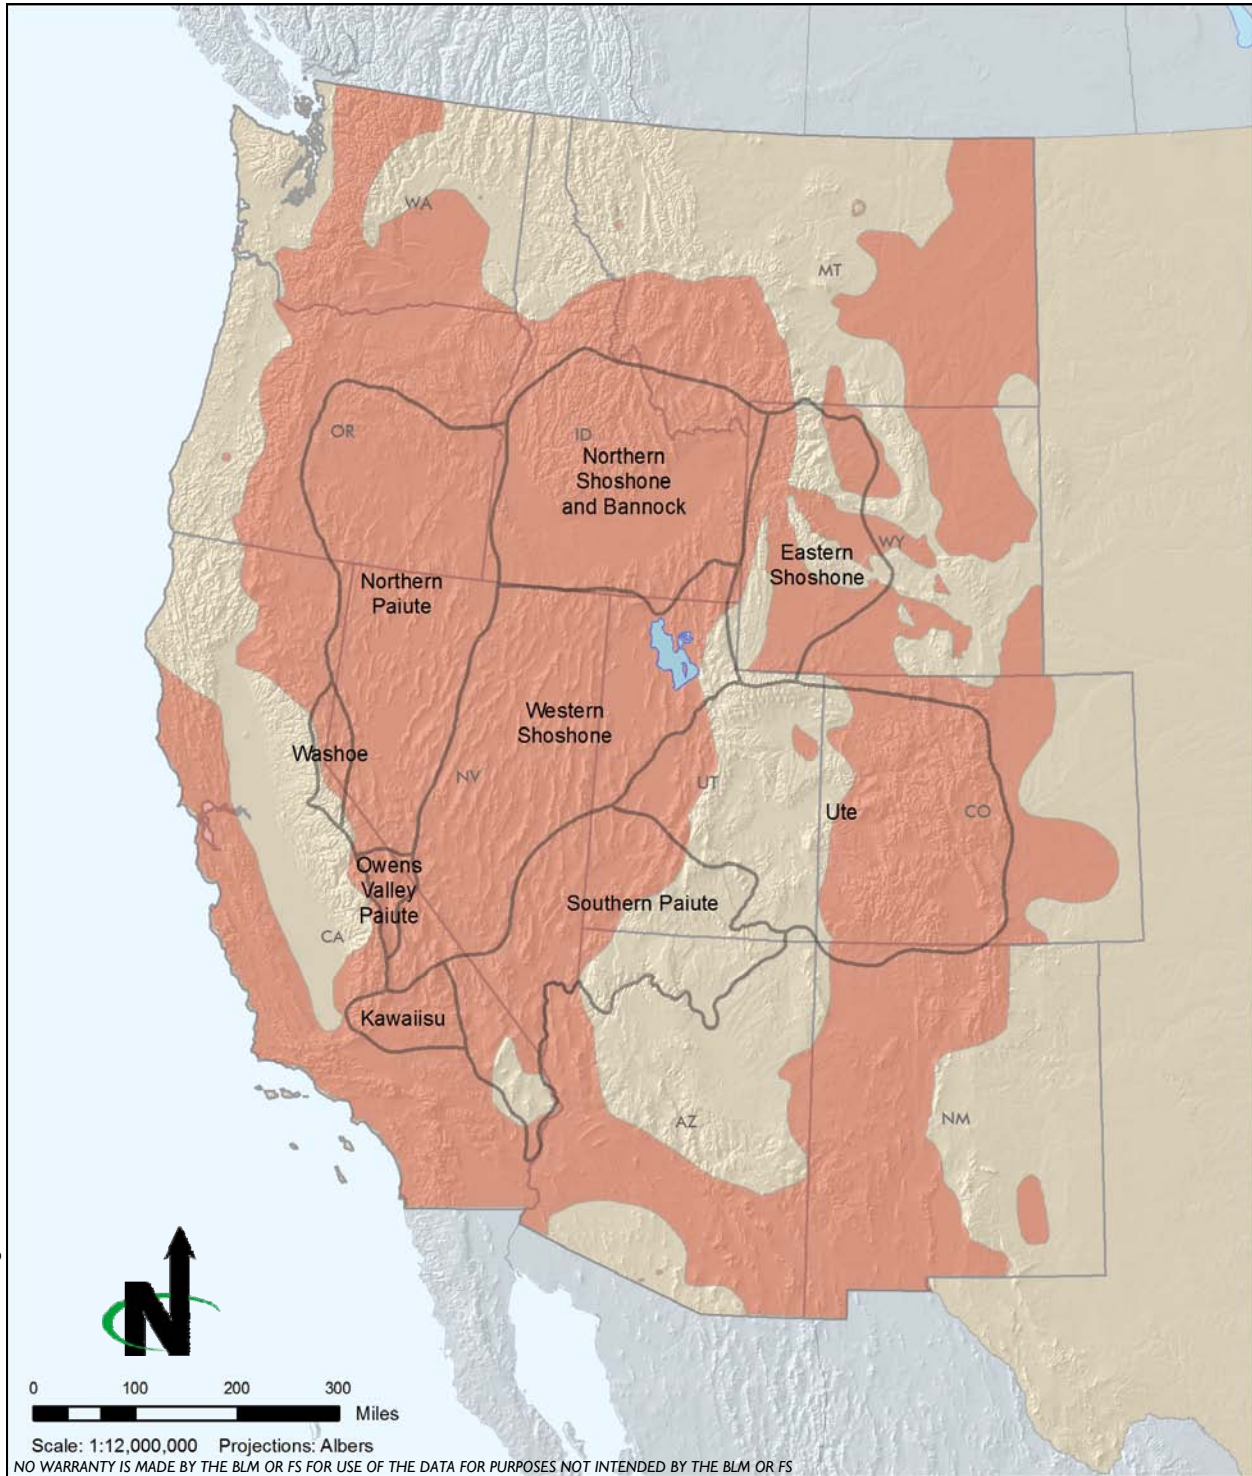 WA
MT
OR
ID
Northern
Shoshone
and Bannock
WY
Eastern
Shoshone
Northern
Paiute
Western
Shoshone
Washoe
NV
UT
Ute
CO
Owens
Valley
Paiute
Southern Paiute
CA
Kawaiisu
AZ
NM
N
0 100 200 300
Miles
Scale: 1:12,000,000 Projections: Albers
NO WARRANTY IS MADE BY THE BLM OR FS FOR USE OF THE DATA FOR PURPOSES NOT INTENDED BY THE BLM OR FS